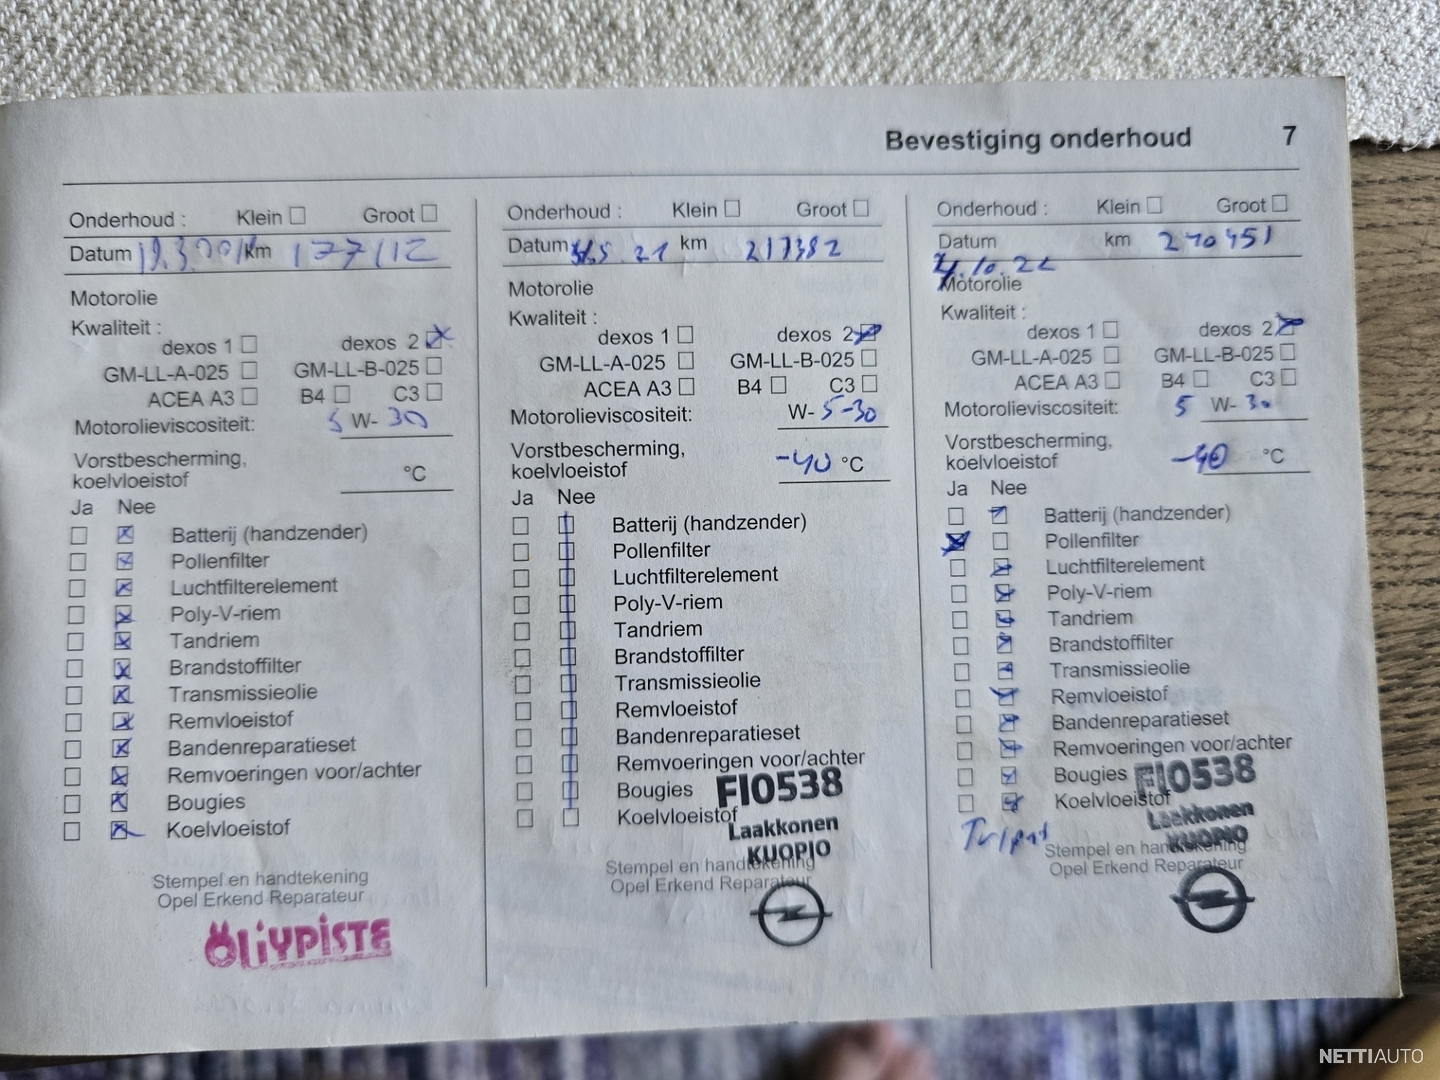 Bevestiging onderhoud 7
Onderhoud : Klein Groot
Datum km 177112
Motorolie
Kwaliteit :
dexos 1 dexos 2
GM-LL-A-025 GM-LL-B-025
ACEA A3 B4 C3
Motorolieviscositeit: 5 W- 30
Vorstbescherming,
koelvloeistof °C
Ja Nee
Batterij (handzender)
Pollenfilter
Luchtfilterelement
Poly-V-riem
Tandriem
Brandstoffilter
Transmissieolie
Remvloeistof
Bandenreparatieset
Remvoeringen voor/achter
Bougies
Koelvloeistof
Stempel en handtekening
Opel Erkend Reparateur
ÖLJYPISTE
Onderhoud : Klein Groot
Datum 21 km 217382
Motorolie
Kwaliteit :
dexos 1 dexos 2
GM-LL-A-025 GM-LL-B-025
ACEA A3 B4 C3
Motorolieviscositeit: W- 5-30
Vorstbescherming,
koelvloeistof -40 °C
Ja Nee
Batterij (handzender)
Pollenfilter
Luchtfilterelement
Poly-V-riem
Tandriem
Brandstoffilter
Transmissieolie
Remvloeistof
Bandenreparatieset
Remvoeringen voor/achter
Bougies
Koelvloeistof
FI0538
Laakkonen
KUOPIO
Stempel en handtekening
Opel Erkend Reparateur
Onderhoud : Klein Groot
Datum km 240451
.10.22
Motorolie
Kwaliteit :
dexos 1 dexos 2
GM-LL-A-025 GM-LL-B-025
ACEA A3 B4 C3
Motorolieviscositeit: 5 W- 30
Vorstbescherming,
koelvloeistof -40 °C
Ja Nee
Batterij (handzender)
Pollenfilter
Luchtfilterelement
Poly-V-riem
Tandriem
Brandstoffilter
Transmissieolie
Remvloeistof
Bandenreparatieset
Remvoeringen voor/achter
Bougies
Koelvloeistof
FI0538
Laakkonen
KUOPIO
Stempel en handtekening
Opel Erkend Reparateur
NETTIAUTO